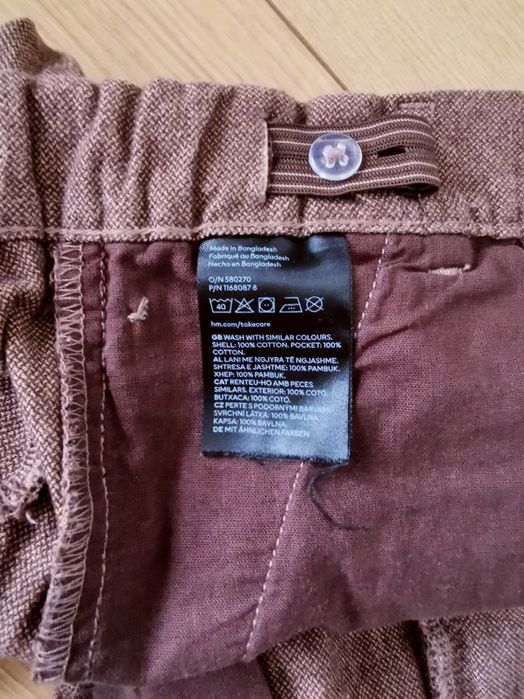 Made in Bangladesh
Fabriqué au Bangladesh
Hecho en Bangladesh
O/N 580270
P/N 1168087 8
40
hm.com/takecare
GB WASH WITH SIMILAR COLOURS.
SHELL: 100% COTTON. POCKET: 100%
COTTON.
AL LANI ME NGJYRA TË NGJASHME.
SHTRESA E JASHTME: 100% PAMBUK.
XHEP: 100% PAMBUK.
CAT RENTEU-HO AMB PECES
SIMILARS. EXTERIOR: 100% COTÓ.
BUTXACA: 100% COTÓ.
CZ PERTE S PODOBNÝMI BARVAMI.
SVRCHNÍ LÁTKA: 100% BAVLNA.
KAPSA: 100% BAVLNA.
DE MIT ÄHNLICHEN FARBEN